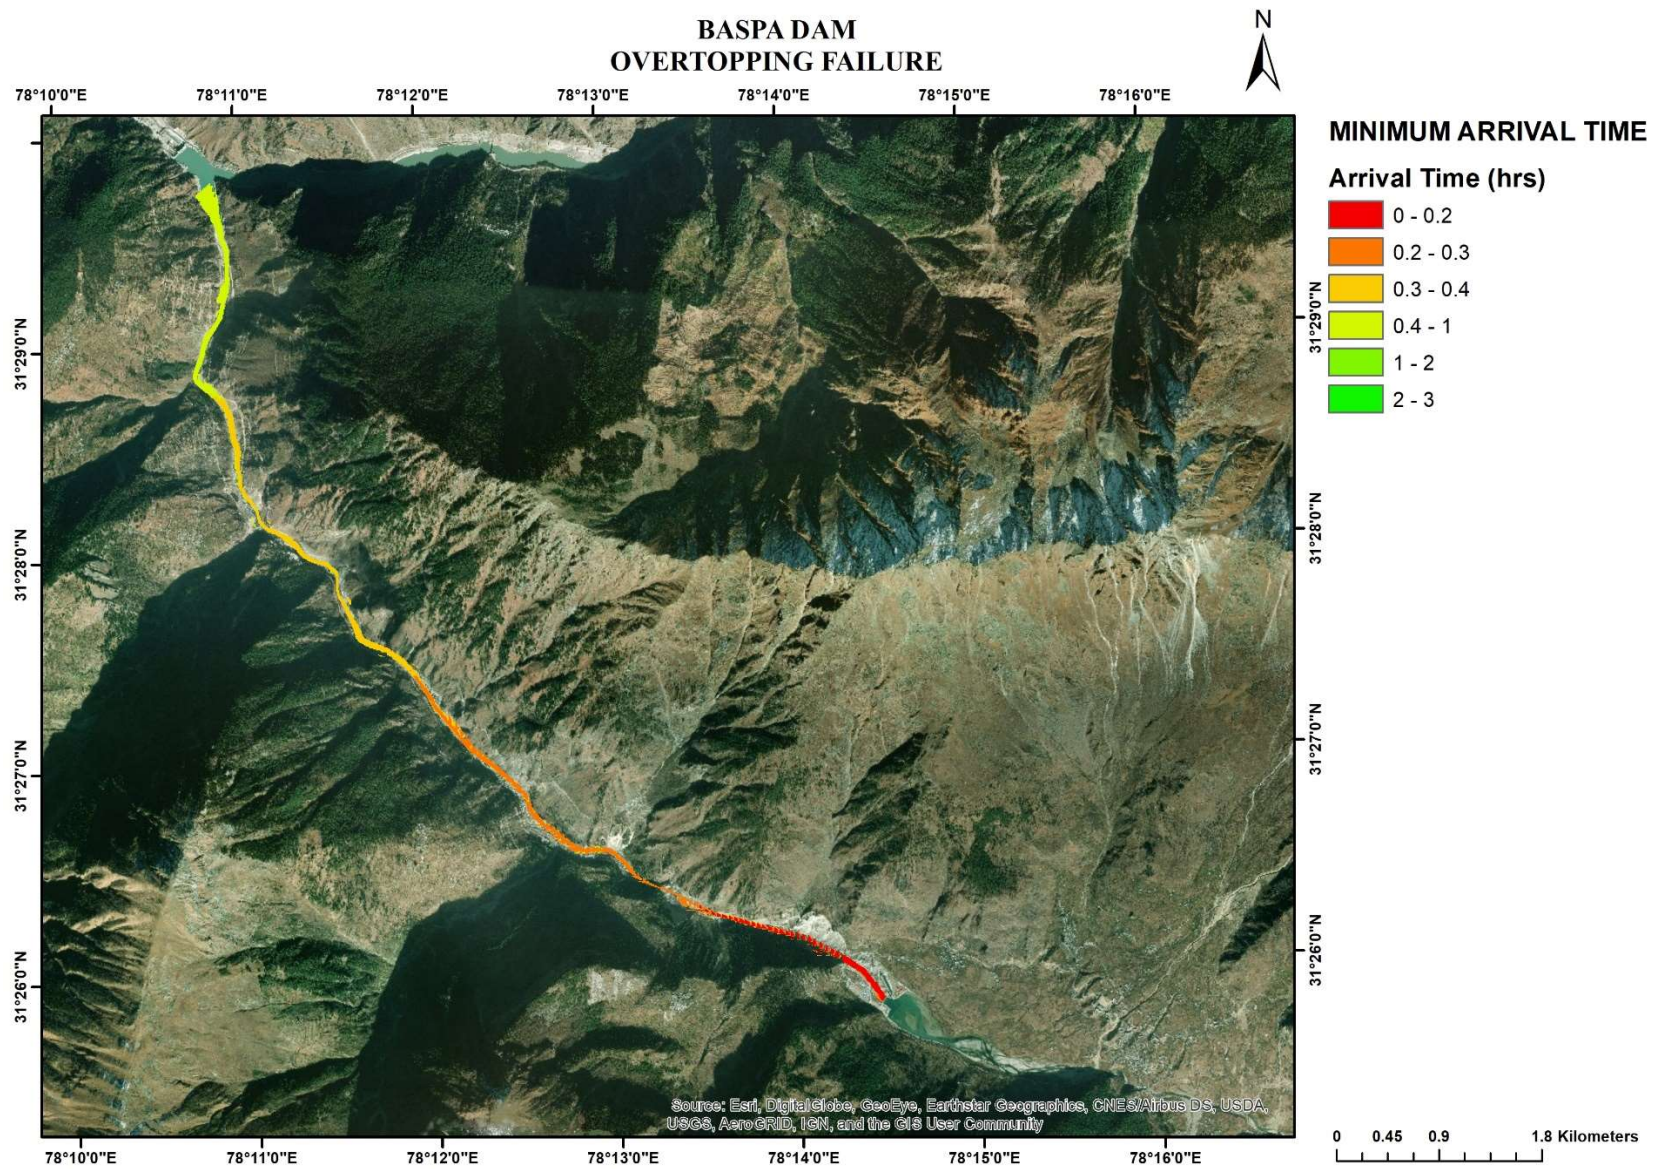 BASPA DAM
OVERTOPPING FAILURE
N
78°10'0"E 78°11'0"E 78°12'0"E 78°13'0"E 78°14'0"E 78°15'0"E 78°16'0"E
MINIMUM ARRIVAL TIME
Arrival Time (hrs)
0 - 0.2
0.2 - 0.3
0.3 - 0.4
0.4 - 1
1 - 2
2 - 3
31°29'0"N
31°28'0"N
31°27'0"N
31°26'0"N
31°29'0"N
31°28'0"N
31°27'0"N
31°26'0"N
Source: Esri, DigitalGlobe, GeoEye, Earthstar Geographics, CNES/Airbus DS, USDA,
USGS, AeroGRID, IGN, and the GIS User Community
78°10'0"E 78°11'0"E 78°12'0"E 78°13'0"E 78°14'0"E 78°15'0"E 78°16'0"E
0 0.45 0.9 1.8 Kilometers